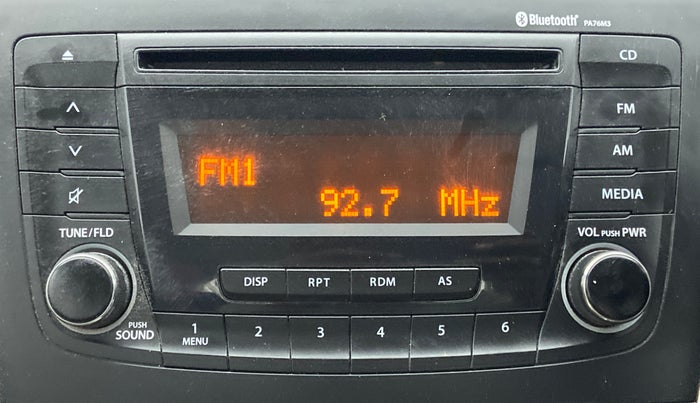 Bluetooth® PA76M3
CD
FM
AM
MEDIA
FM1
92.7 MHz
TUNE/FLD
VOL PUSH PWR
DISP RPT RDM AS
PUSH SOUND
1 MENU 2 3 4 5 6